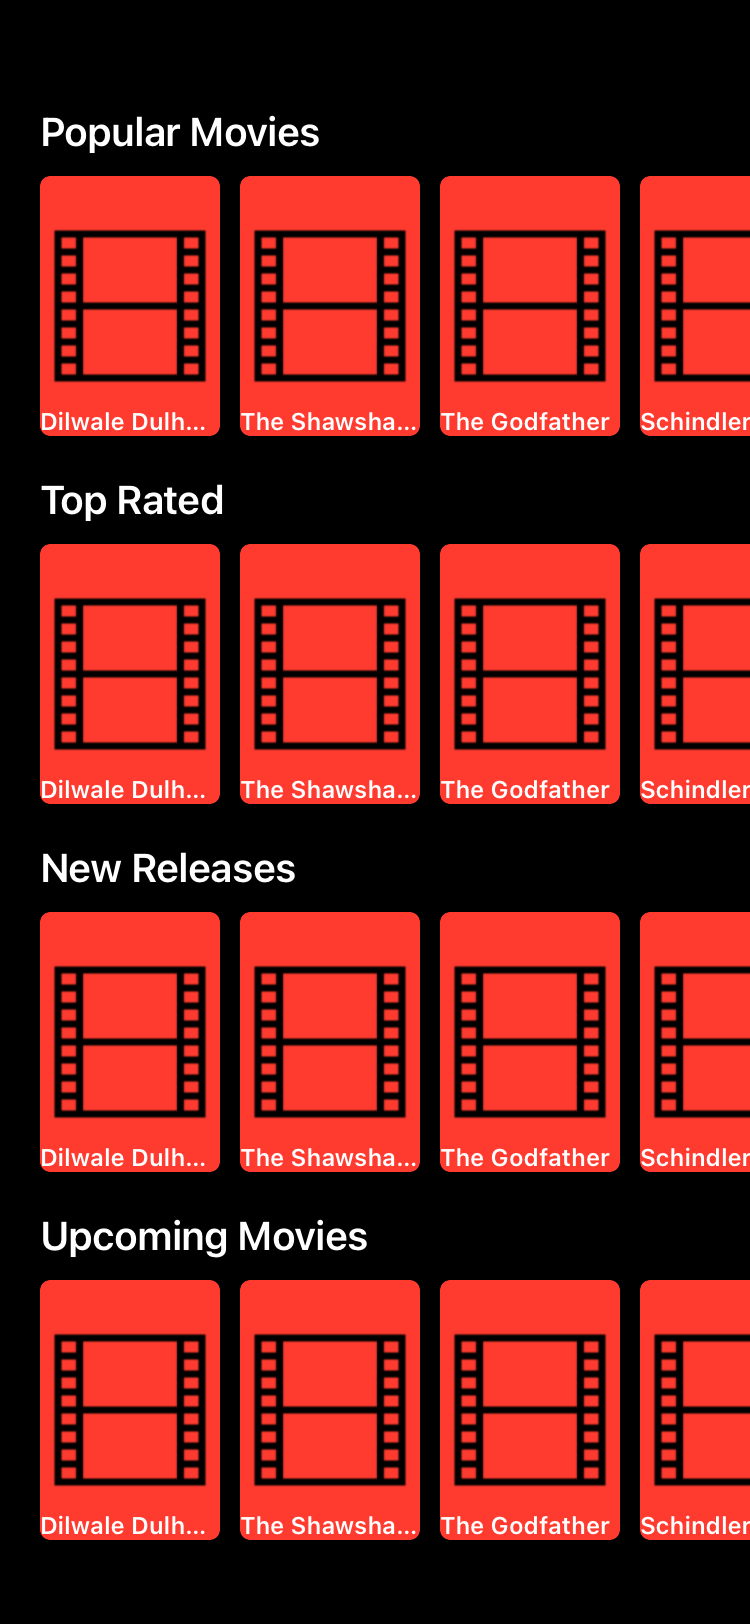 Popular Movies
Dilwale Dulh... The Shawsha... The Godfather Schindler
Top Rated
Dilwale Dulh... The Shawsha... The Godfather Schindler
New Releases
Dilwale Dulh... The Shawsha... The Godfather Schindler
Upcoming Movies
Dilwale Dulh... The Shawsha... The Godfather Schindler